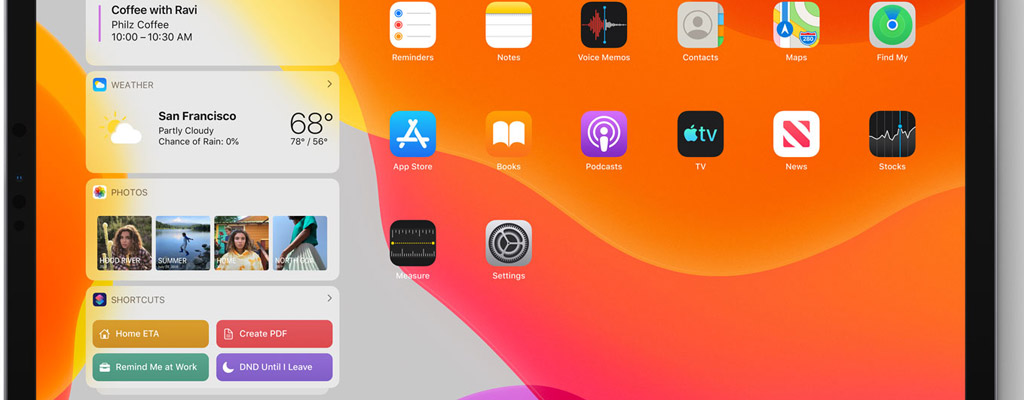 Coffee with Ravi
Philz Coffee
10:00 – 10:30 AM
WEATHER
San Francisco
Partly Cloudy
Chance of Rain: 0%
68°
78° / 56°
PHOTOS
HOOD RIVER
SUMMER
HOME
SHORTCUTS
Home ETA
Create PDF
Remind Me at Work
DND Until I Leave
Reminders
Notes
Voice Memos
Contacts
280
Maps
Find My
App Store
Books
Podcasts
tv
TV
News
Stocks
Measure
Settings